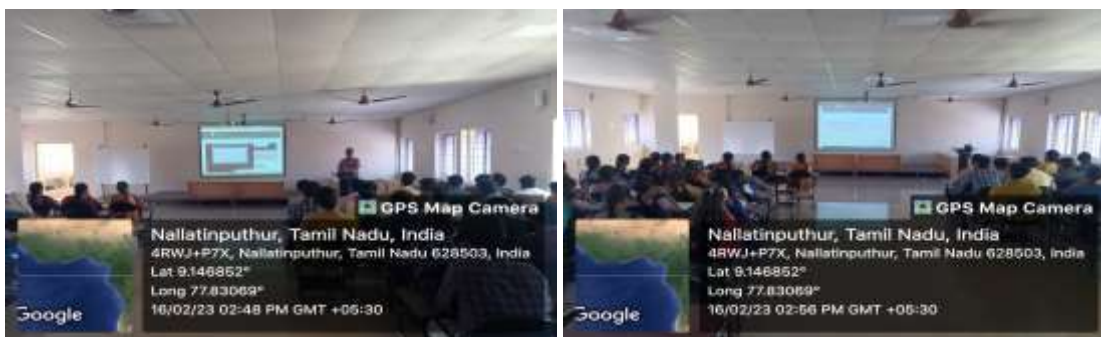 GPS Map Camera
Nallatinputhur, Tamil Nadu, India
4RWJ+P7X, Nallatinputhur, Tamil Nadu 628503, India
Lat 9.146852°
Long 77.83069°
16/02/23 02:48 PM GMT +05:30
Google
GPS Map Camera
Nallatinputhur, Tamil Nadu, India
4RWJ+P7X, Nallatinputhur, Tamil Nadu 628503, India
Lat 9.146852°
Long 77.83069°
16/02/23 02:56 PM GMT +05:30
Google